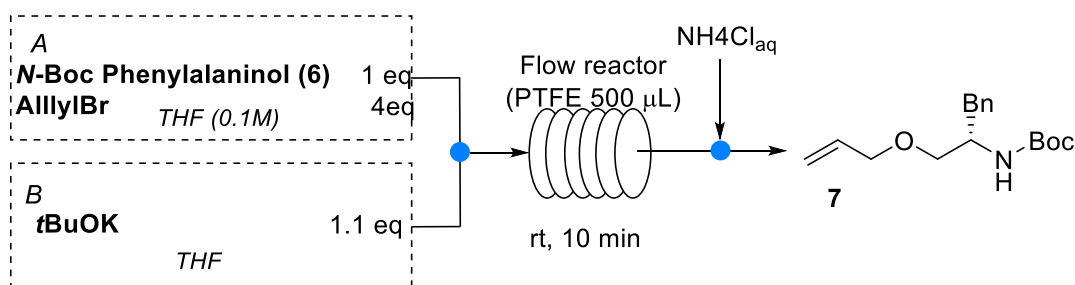 A
N-Boc Phenylalaninol (6) 1 eq
AlllylBr 4eq
THF (0.1M)
B
tBuOK 1.1 eq
THF
Flow reactor
(PTFE 500 μL)
rt, 10 min
NH4Claq
Bn
O
N
H
Boc
7